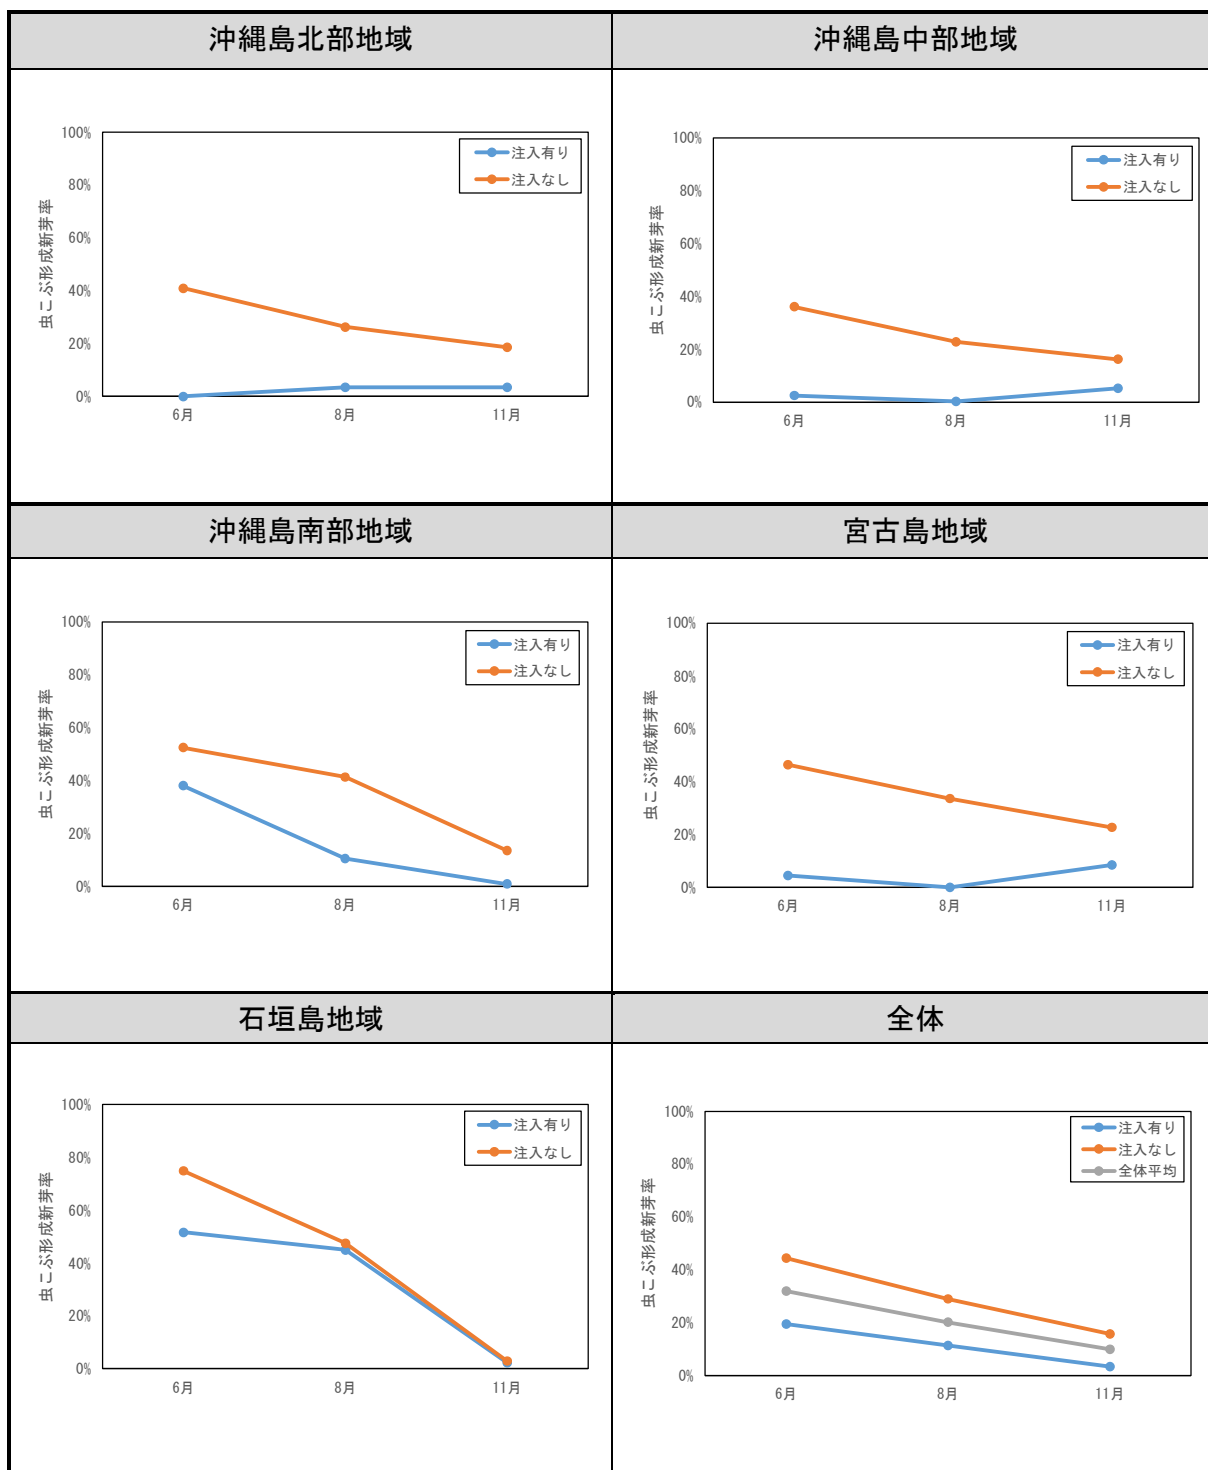 沖縄島北部地域
沖縄島中部地域
虫こぶ形成新芽率
100%
80%
60%
40%
20%
0%
6月
8月
11月
注入有り
注入なし
虫こぶ形成新芽率
100%
80%
60%
40%
20%
0%
6月
8月
11月
注入有り
注入なし
沖縄島南部地域
宮古島地域
虫こぶ形成新芽率
100%
80%
60%
40%
20%
0%
6月
8月
11月
注入有り
注入なし
虫こぶ形成新芽率
100%
80%
60%
40%
20%
0%
6月
8月
11月
注入有り
注入なし
石垣島地域
全体
虫こぶ形成新芽率
100%
80%
60%
40%
20%
0%
6月
8月
11月
注入有り
注入なし
虫こぶ形成新芽率
100%
80%
60%
40%
20%
0%
6月
8月
11月
注入有り
注入なし
全体平均